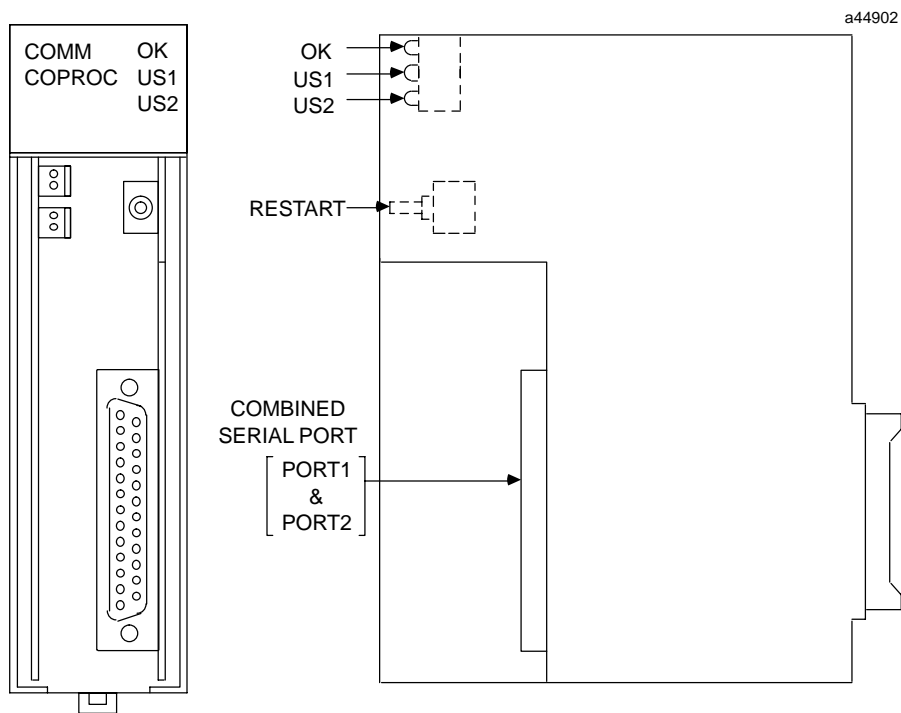 a44902
COMM OK
COPROC US1
US2
OK
US1
US2
RESTART
COMBINED
SERIAL PORT
PORT1
&
PORT2